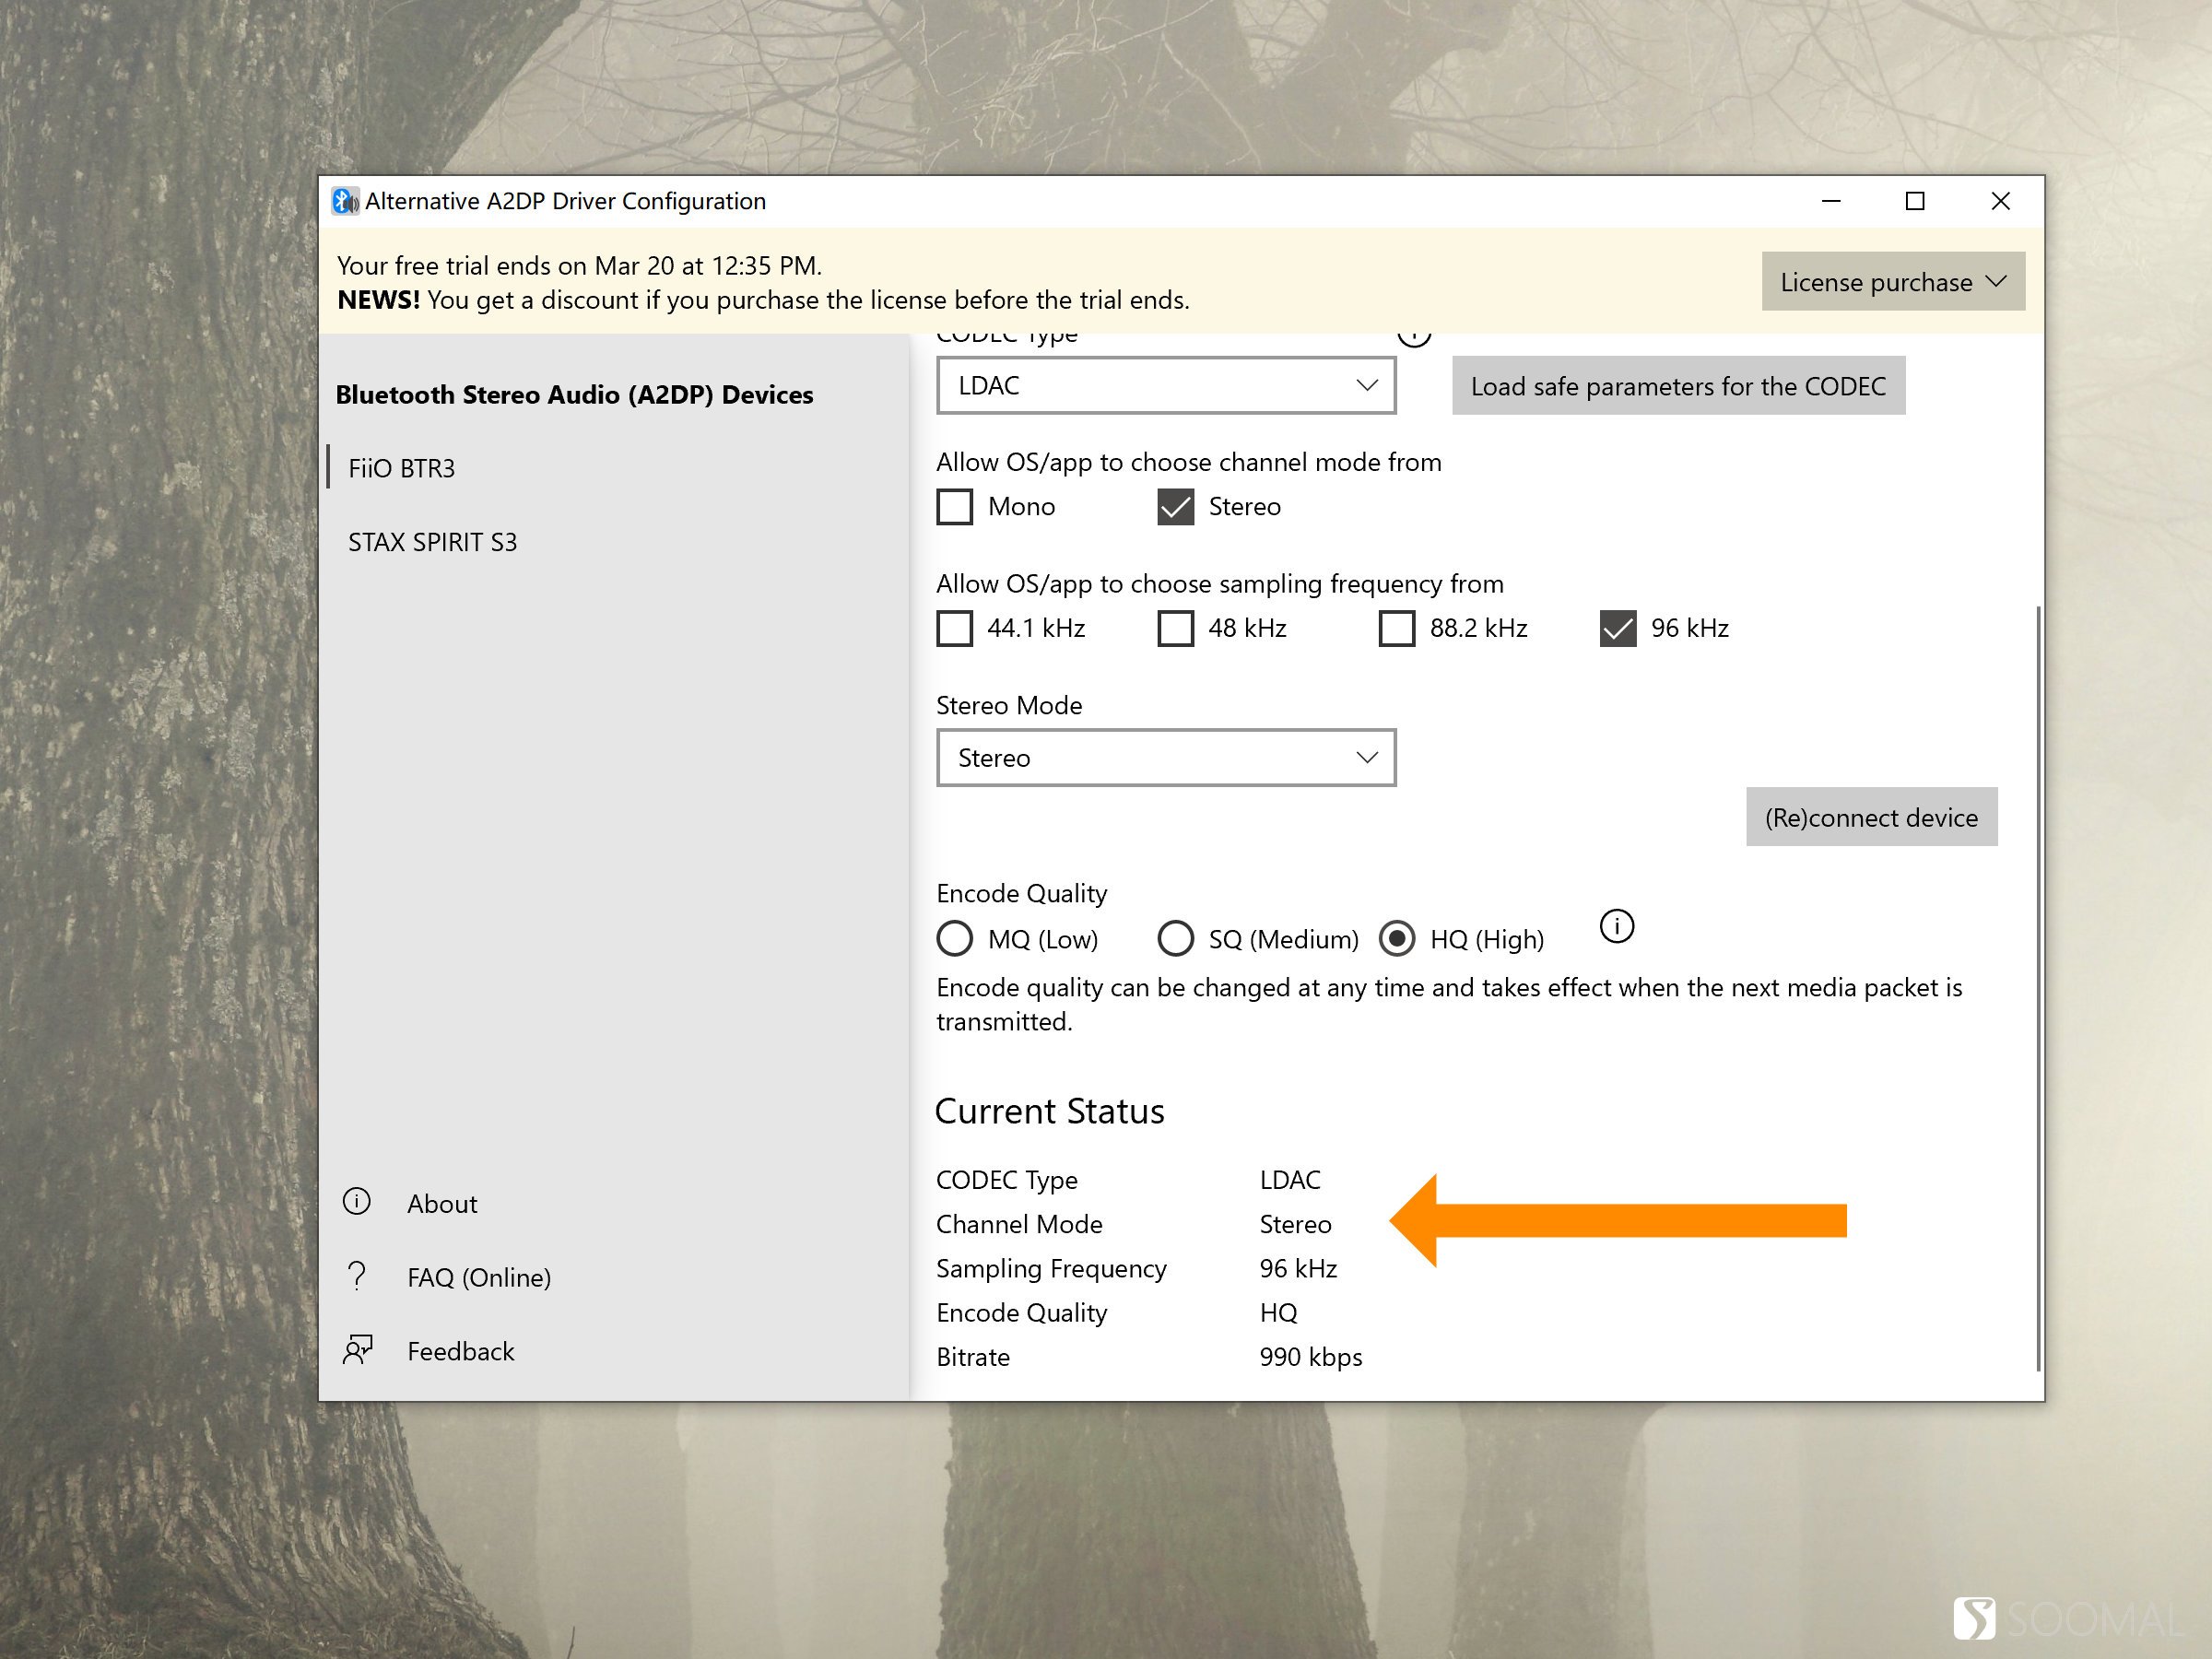 Alternative A2DP Driver Configuration
Your free trial ends on Mar 20 at 12:35 PM.
NEWS! You get a discount if you purchase the license before the trial ends.
License purchase
Bluetooth Stereo Audio (A2DP) Devices
FiiO BTR3
STAX SPIRIT S3
About
FAQ (Online)
Feedback
CODEC Type
LDAC
Load safe parameters for the CODEC
Allow OS/app to choose channel mode from
Mono Stereo
Allow OS/app to choose sampling frequency from
44.1 kHz 48 kHz 88.2 kHz 96 kHz
Stereo Mode
Stereo
(Re)connect device
Encode Quality
MQ (Low) SQ (Medium) HQ (High)
Encode quality can be changed at any time and takes effect when the next media packet is
transmitted.
Current Status
CODEC Type LDAC
Channel Mode Stereo
Sampling Frequency 96 kHz
Encode Quality HQ
Bitrate 990 kbps
SOOMAL